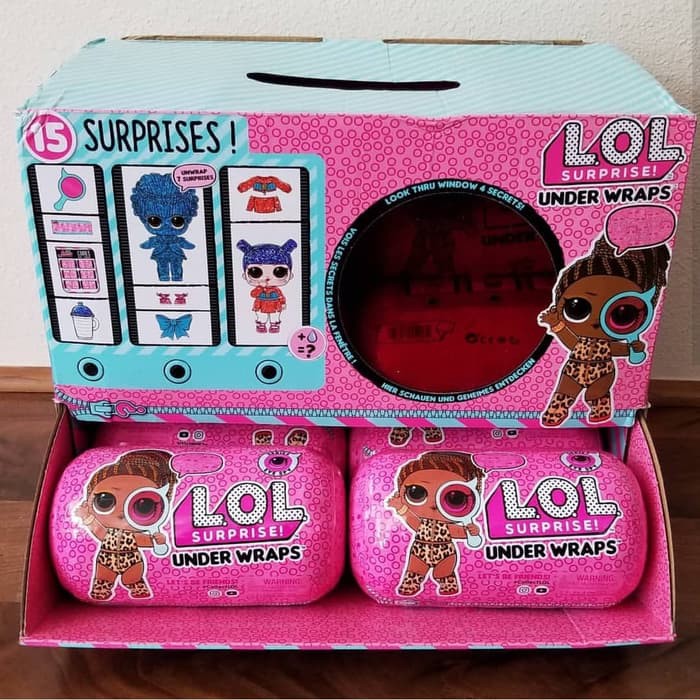 15 SURPRISES!
UNWRAP
7 SURPRISES
+ =?
LOOK THRU WINDOW 4 SECRETS!
VOIS LES SECRETS DANS LA FENÊTRE!
HIER SCHAUEN UND GEHEIMES ENTDECKEN
L.O.L.
SURPRISE!
UNDER WRAPS
L.O.L.
SURPRISE!
UNDER WRAPS
LET'S BE FRIENDS!
#CollectLOL
WARNING:
L.O.L.
SURPRISE!
UNDER WRAPS
LET'S BE FRIENDS!
#CollectLOL
WARNING: